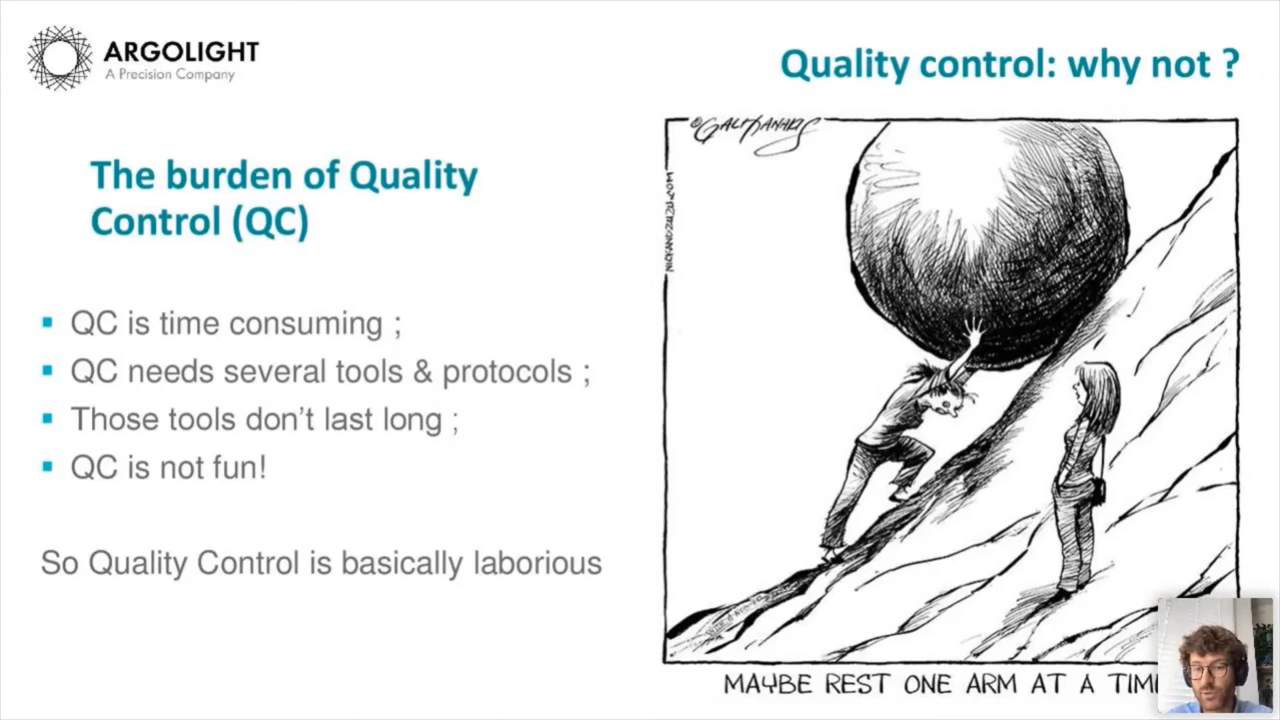 ARGOLIGHT
A Precision Company
Quality control: why not ?
The burden of Quality
Control (QC)
▪ QC is time consuming ;
▪ QC needs several tools & protocols ;
▪ Those tools don’t last long ;
▪ QC is not fun!
So Quality Control is basically laborious
MAYBE REST ONE ARM AT A